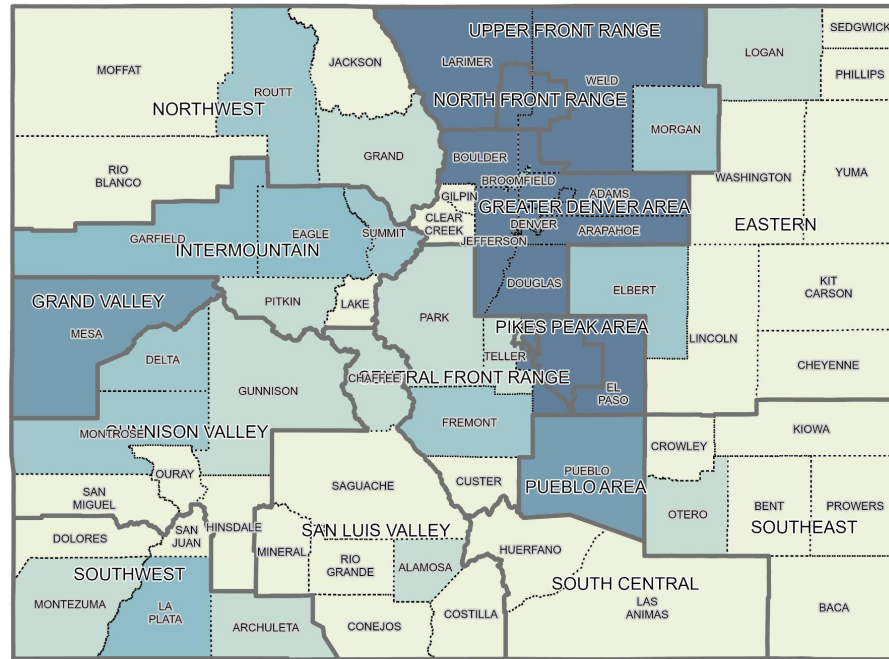 UPPER FRONT RANGE
SEDGWICK
LOGAN
JACKSON
LARIMER
MOFFAT
PHILLIPS
WELD
ROUTT
NORTH FRONT RANGE
NORTHWEST
MORGAN
GRAND
BOULDER
RIO
BLANCO
WASHINGTON
YUMA
BROOMFIELD
GILPIN
ADAMS
GREATER DENVER AREA
CLEAR
CREEK
DENVER
EASTERN
EAGLE
SUMMIT
ARAPAHOE
GARFIELD
JEFFERSON
INTERMOUNTAIN
KIT
CARSON
DOUGLAS
ELBERT
GRAND VALLEY
PITKIN
LAKE
PARK
PIKES PEAK AREA
MESA
LINCOLN
DELTA
TELLER
CHEYENNE
CHAFFEE
CENTRAL FRONT RANGE
GUNNISON
EL
PASO
FREMONT
KIOWA
GUNNISON VALLEY
MONTROSE
CROWLEY
OURAY
PUEBLO
CUSTER
SAGUACHE
PUEBLO AREA
SAN
MIGUEL
BENT
PROWERS
OTERO
SOUTHEAST
HINSDALE
SAN LUIS VALLEY
SAN
JUAN
DOLORES
MINERAL
HUERFANO
RIO
GRANDE
ALAMOSA
SOUTHWEST
SOUTH CENTRAL
MONTEZUMA
LA
PLATA
LAS
ANIMAS
COSTILLA
BACA
ARCHULETA
CONEJOS